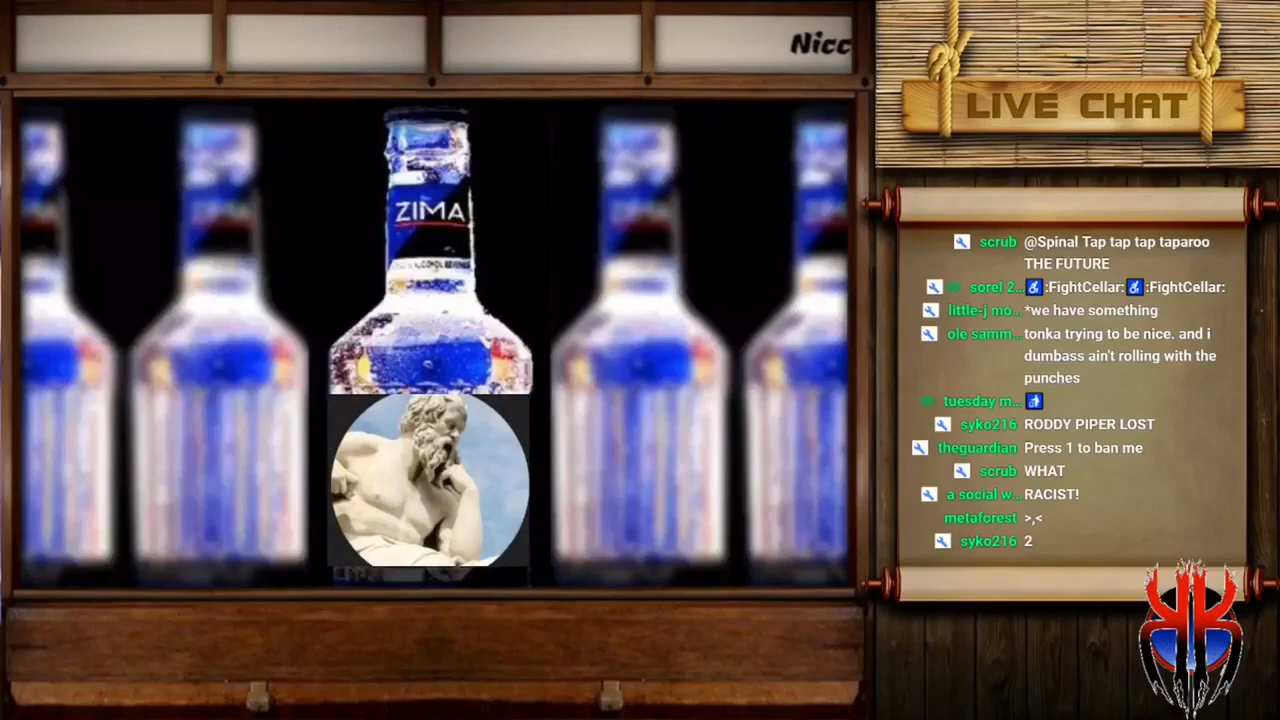 Nicc
LIVE CHAT
ZIMA
scrub @Spinal Tap tap tap taparoo
THE FUTURE
sorel 2... :FightCellar: :FightCellar:
little-j mo... *we have something
ole samm... tonka trying to be nice. and i
dumbass ain't rolling with the
punches
tuesday m...
syko216 RODDY PIPER LOST
theguardian Press 1 to ban me
scrub WHAT
a social w... RACIST!
metaforest >,<
syko216 2